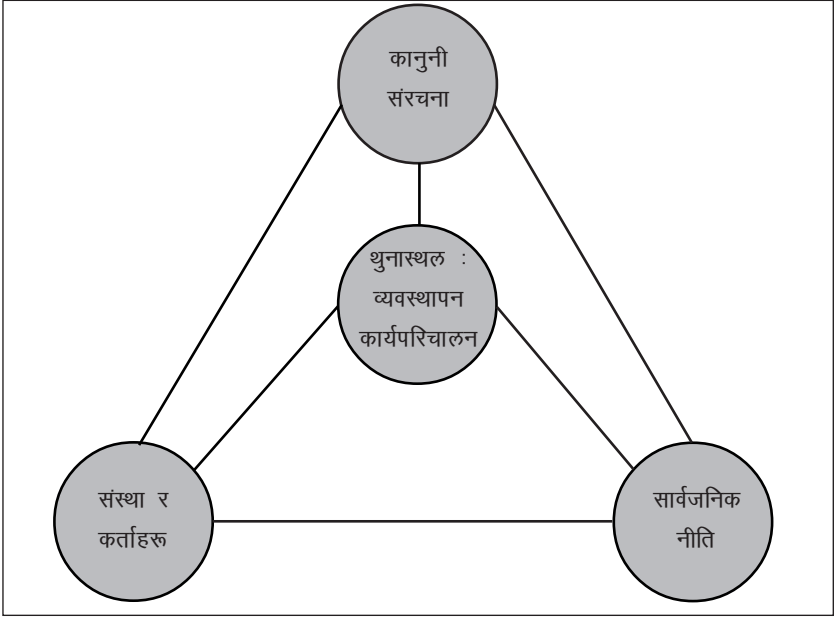 कानुनी
संरचना
थुनास्थल :
व्यवस्थापन
कार्यपरिचालन
संस्था र
कर्ताहरू
सार्वजनिक
नीति